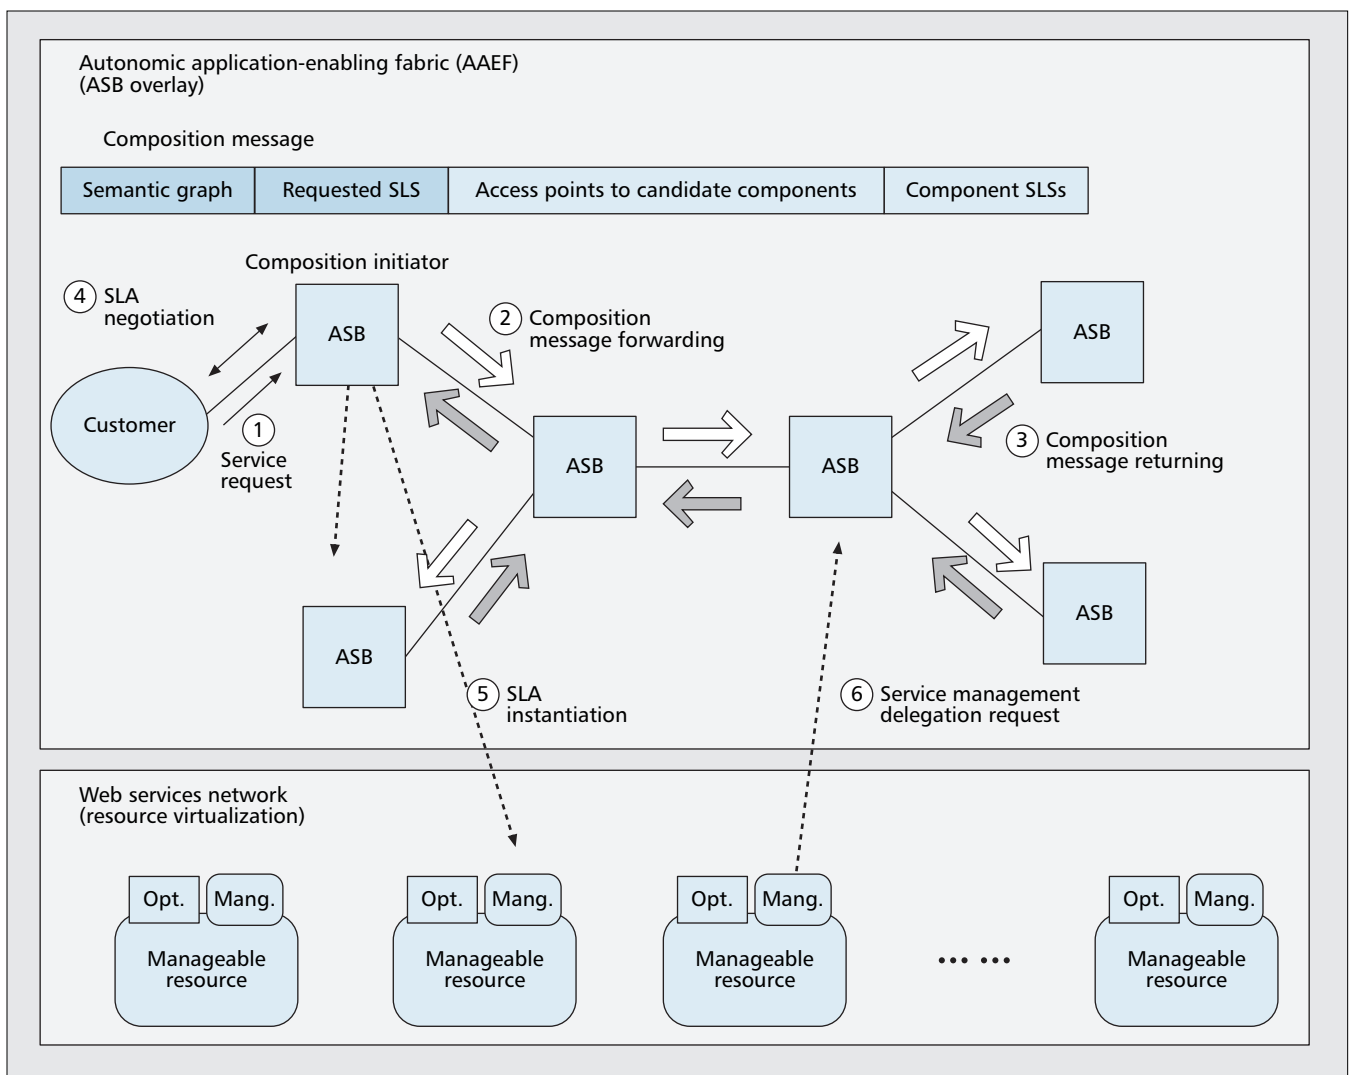 Autonomic application-enabling fabric (AAEF)
(ASB overlay)
Composition message
Semantic graph
Requested SLS
Access points to candidate components
Component SLSs
Composition initiator
4 SLA
negotiation
ASB
2 Composition
message forwarding
ASB
Customer
1
Service
request
ASB
ASB
3 Composition
message returning
ASB
ASB
5 SLA
instantiation
6 Service management
delegation request
Web services network
(resource virtualization)
Opt. Mang.
Manageable
resource
Opt. Mang.
Manageable
resource
Opt. Mang.
Manageable
resource
... ...
Opt. Mang.
Manageable
resource